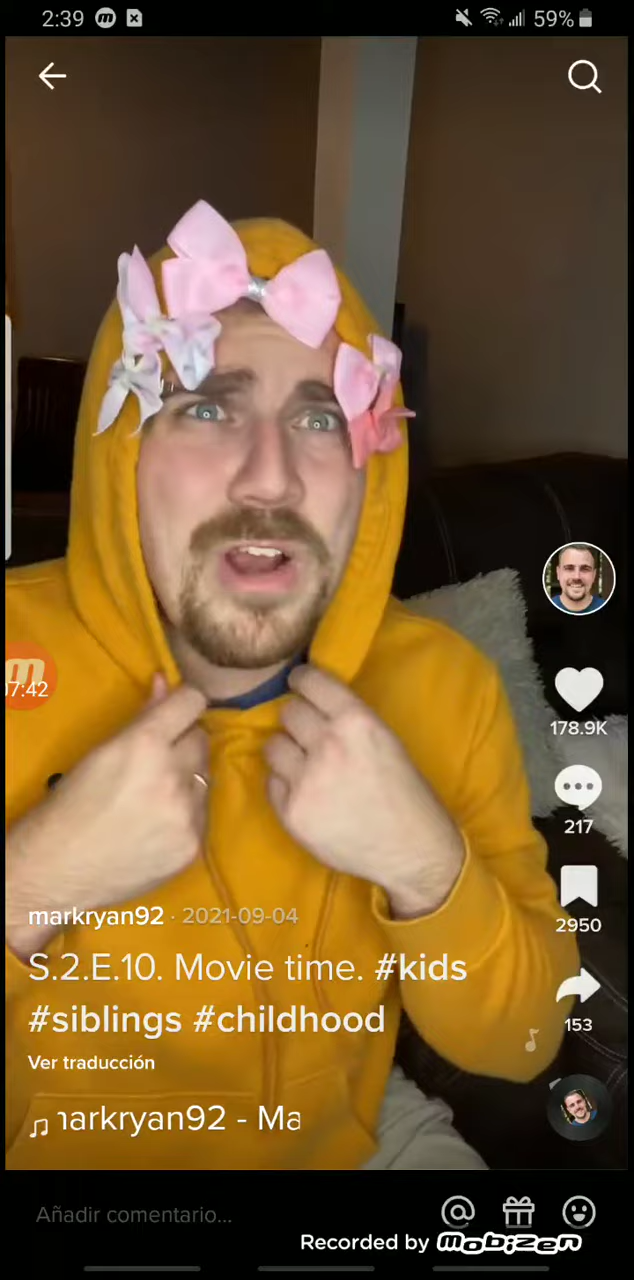 2:39
59%
7:42
178.9K
217
2950
153
markryan92 · 2021-09-04
S.2.E.10. Movie time. #kids
#siblings #childhood
Ver traducción
markryan92 - Ma
Añadir comentario...
Recorded by mobizen